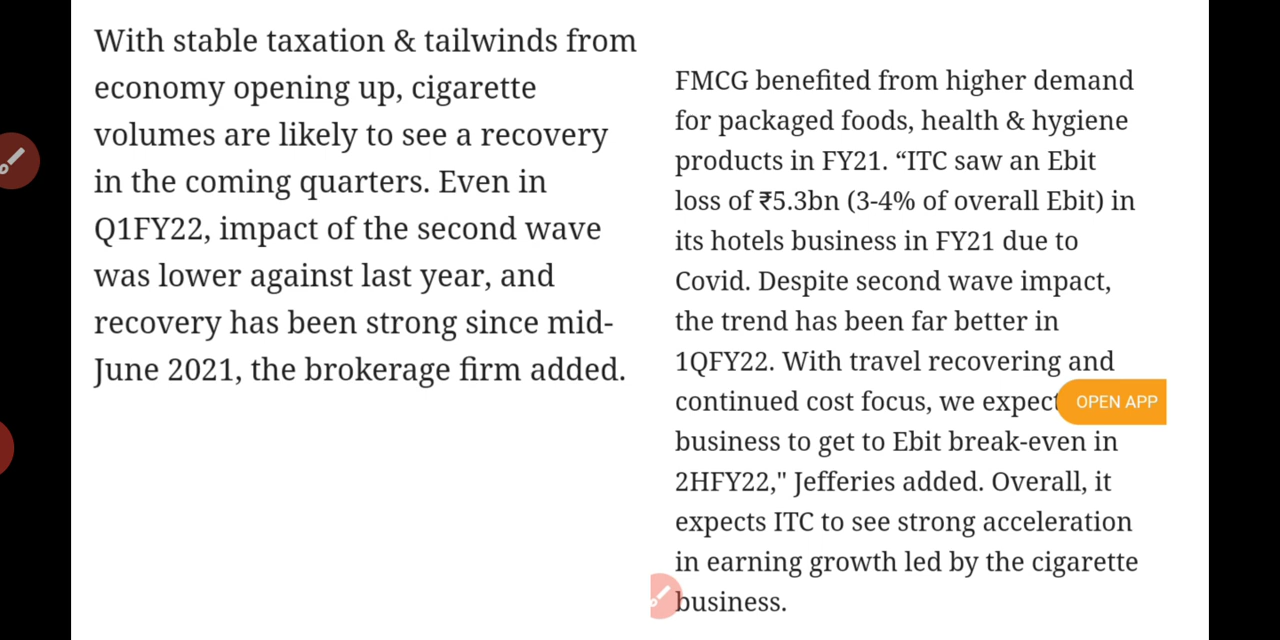 With stable taxation & tailwinds from
economy opening up, cigarette
volumes are likely to see a recovery
in the coming quarters. Even in
Q1FY22, impact of the second wave
was lower against last year, and
recovery has been strong since mid-
June 2021, the brokerage firm added.
FMCG benefited from higher demand
for packaged foods, health & hygiene
products in FY21. “ITC saw an Ebit
loss of ₹5.3bn (3-4% of overall Ebit) in
its hotels business in FY21 due to
Covid. Despite second wave impact,
the trend has been far better in
1QFY22. With travel recovering and
continued cost focus, we expect
OPEN APP
business to get to Ebit break-even in
2HFY22," Jefferies added. Overall, it
expects ITC to see strong acceleration
in earning growth led by the cigarette
business.